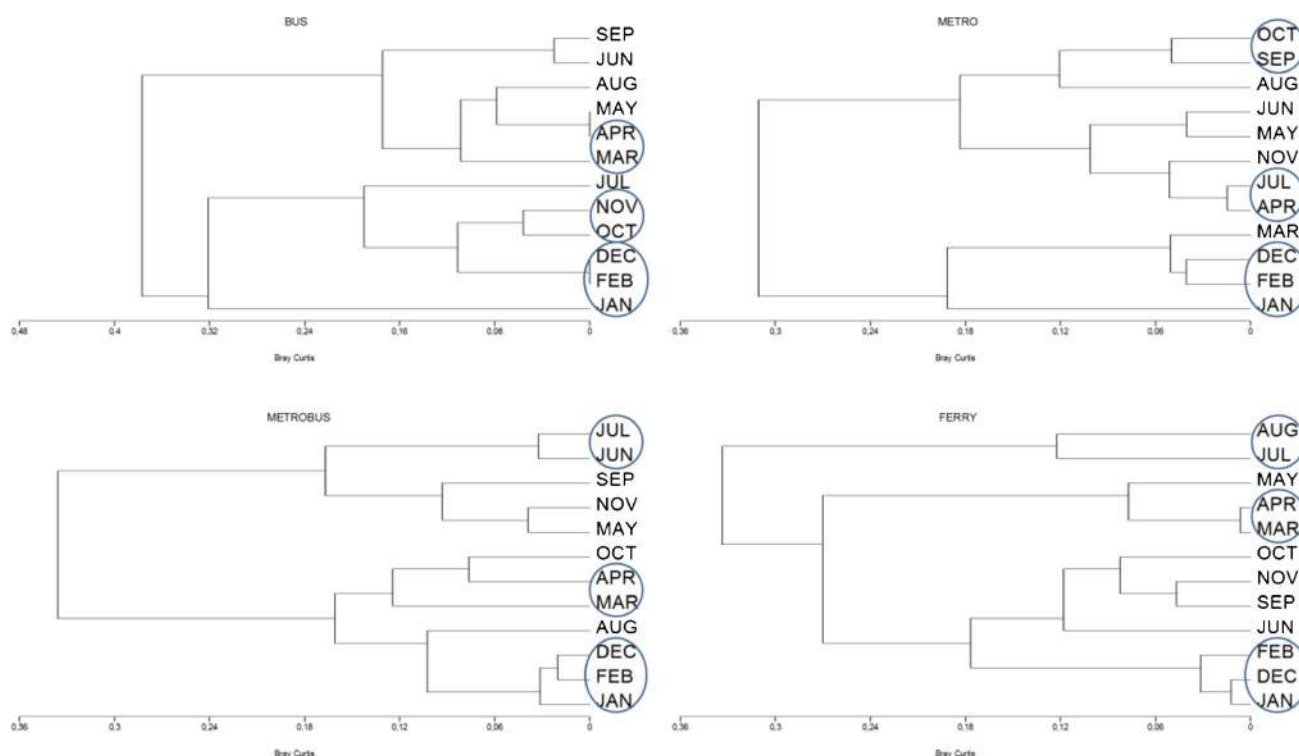 BUS
SEP
JUN
AUG
MAY
APR
MAR
JUL
NOV
OCT
DEC
FEB
JAN
0,48 0,4 0,32 0,24 0,16 0,08 0
Bray Curtis
METRO
OCT
SEP
AUG
JUN
MAY
NOV
JUL
APR
MAR
DEC
FEB
JAN
0,36 0,3 0,24 0,18 0,12 0,06 0
Bray Curtis
METROBUS
JUL
JUN
SEP
NOV
MAY
OCT
APR
MAR
AUG
DEC
FEB
JAN
0,36 0,3 0,24 0,18 0,12 0,06 0
Bray Curtis
FERRY
AUG
JUL
MAY
APR
MAR
OCT
NOV
SEP
JUN
FEB
DEC
JAN
0,36 0,3 0,24 0,18 0,12 0,06 0
Bray Curtis